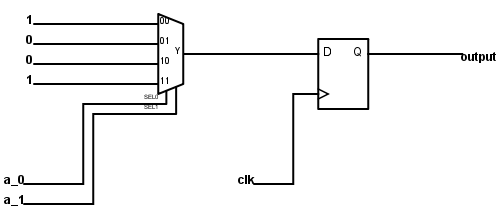 1 00
0 01
Y
0 10
1 11
SEL0
SEL1
D Q
output
a_0
a_1
clk